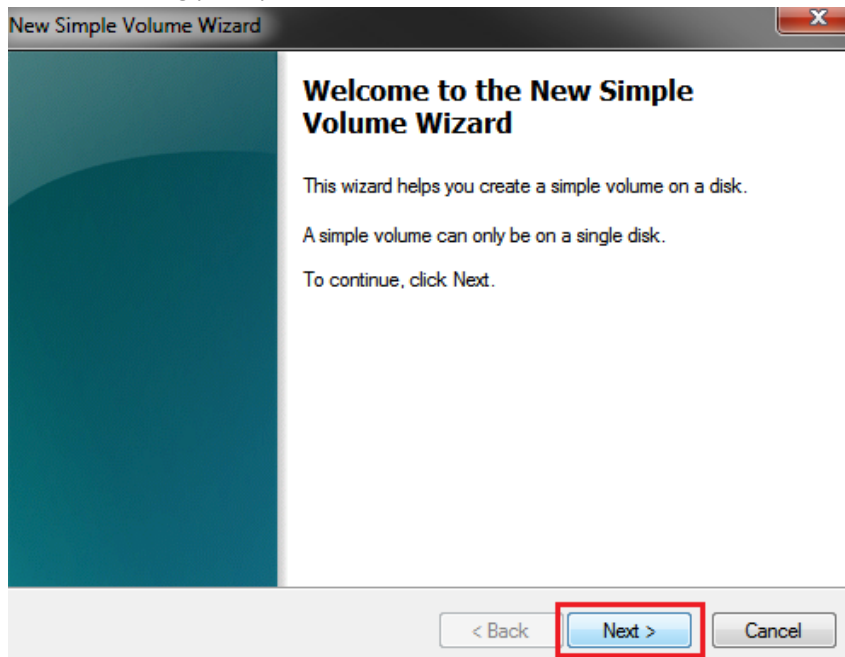 New Simple Volume Wizard
X
Welcome to the New Simple
Volume Wizard
This wizard helps you create a simple volume on a disk.
A simple volume can only be on a single disk.
To continue, click Next.
< Back
Next >
Cancel